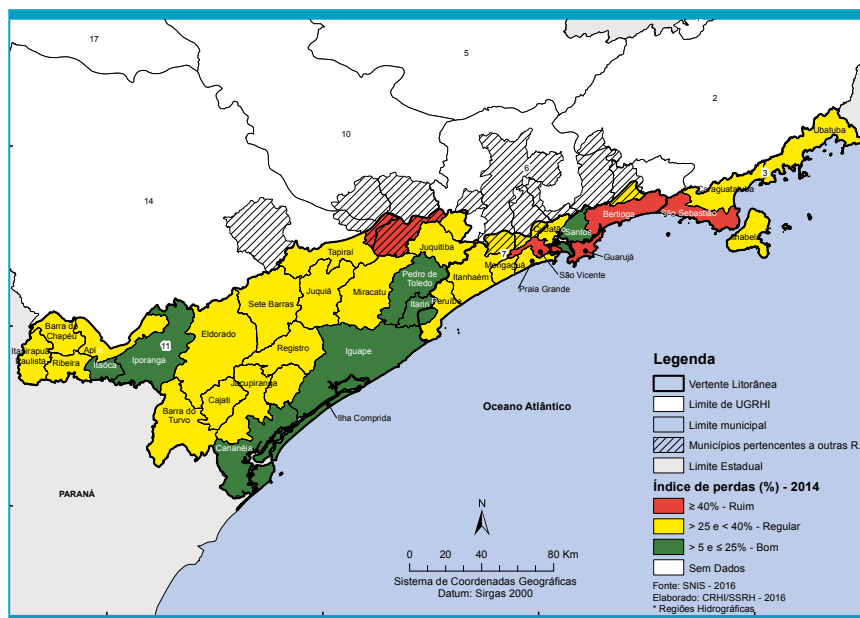 17
5
2
10
14
6
Ubatuba
3
Caraguatatuba
São Sebastião
Ilhabela
Bertioga
Santos
Cubatão
Guarujá
7
São Vicente
Praia Grande
Mongaguá
Itanhaém
Juquitiba
Tapiraí
Pedro de
Toledo
Itariri
Peruíbe
Miracatu
Juquiá
Sete Barras
Eldorado
Registro
Iguape
Barra do
Chapéu
Itapirapuã
Paulista
Ribeira
Api
Itaóca
Iporanga
11
Jacupiranga
Cajati
Barra do
Turvo
Cananéia
Ilha Comprida
Oceano Atlântico
PARANÁ
N
0 20 40 80 Km
Sistema de Coordenadas Geográficas
Datum: Sirgas 2000
Legenda
Vertente Litorânea
Limite de UGRHI
Limite municipal
Municípios pertencentes a outras R.
Limite Estadual
Índice de perdas (%) - 2014
≥ 40% - Ruim
> 25 e < 40% - Regular
> 5 e ≤ 25% - Bom
Sem Dados
Fonte: SNIS - 2016
Elaborado: CRHI/SSRH - 2016
* Regiões Hidrográficas